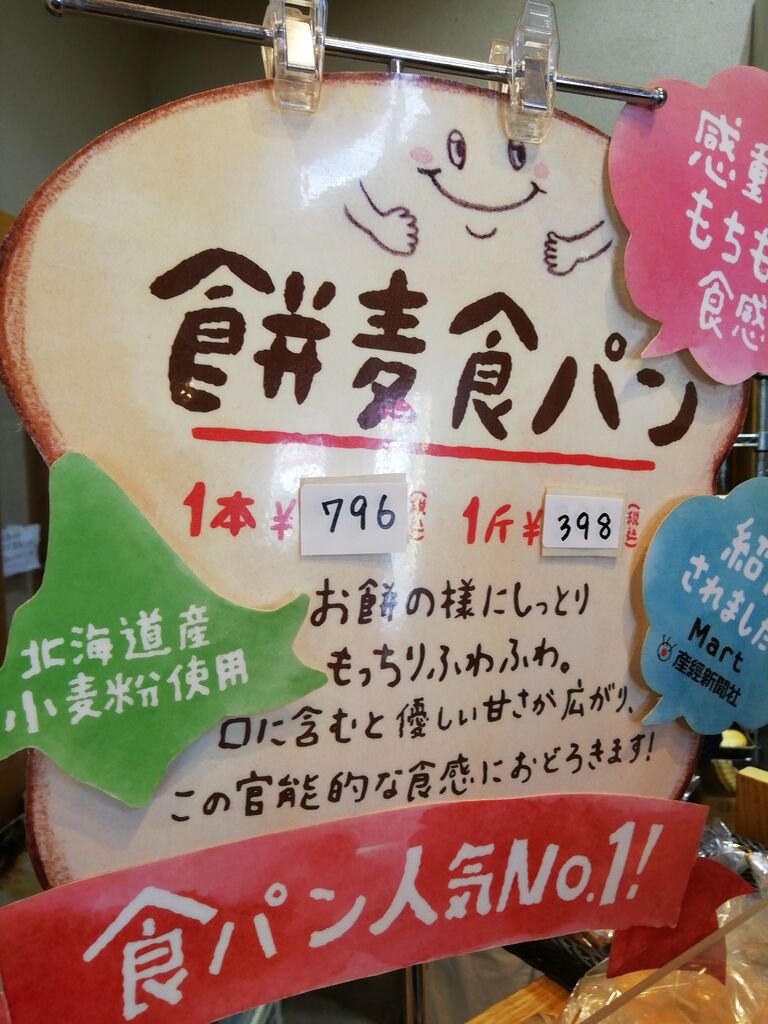 感動
もちも
食感
餅麦食パン
1本¥796(税込) 1斤¥398(税込)
紹
されました
Mart
産經新聞社
お餅の様にしっとり
もっちりふわふわ。
口に含むと優しい甘さが広がり、
この官能的な食感におどろきます!
北海道産
小麦粉使用
食パン人気No.1!